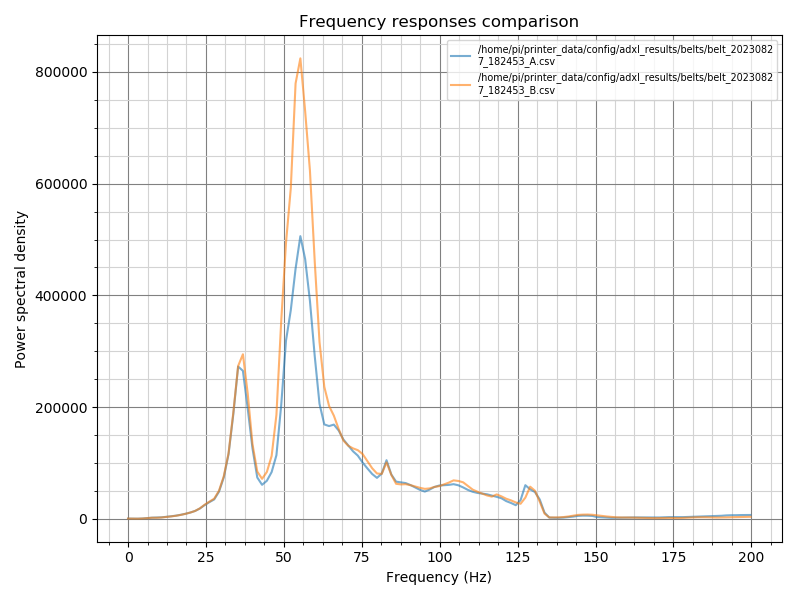 Frequency responses comparison
/home/pi/printer_data/config/adxl_results/belts/belt_2023082
7_182453_A.csv
/home/pi/printer_data/config/adxl_results/belts/belt_2023082
7_182453_B.csv
800000
600000
400000
200000
0
Power spectral density
0 25 50 75 100 125 150 175 200
Frequency (Hz)